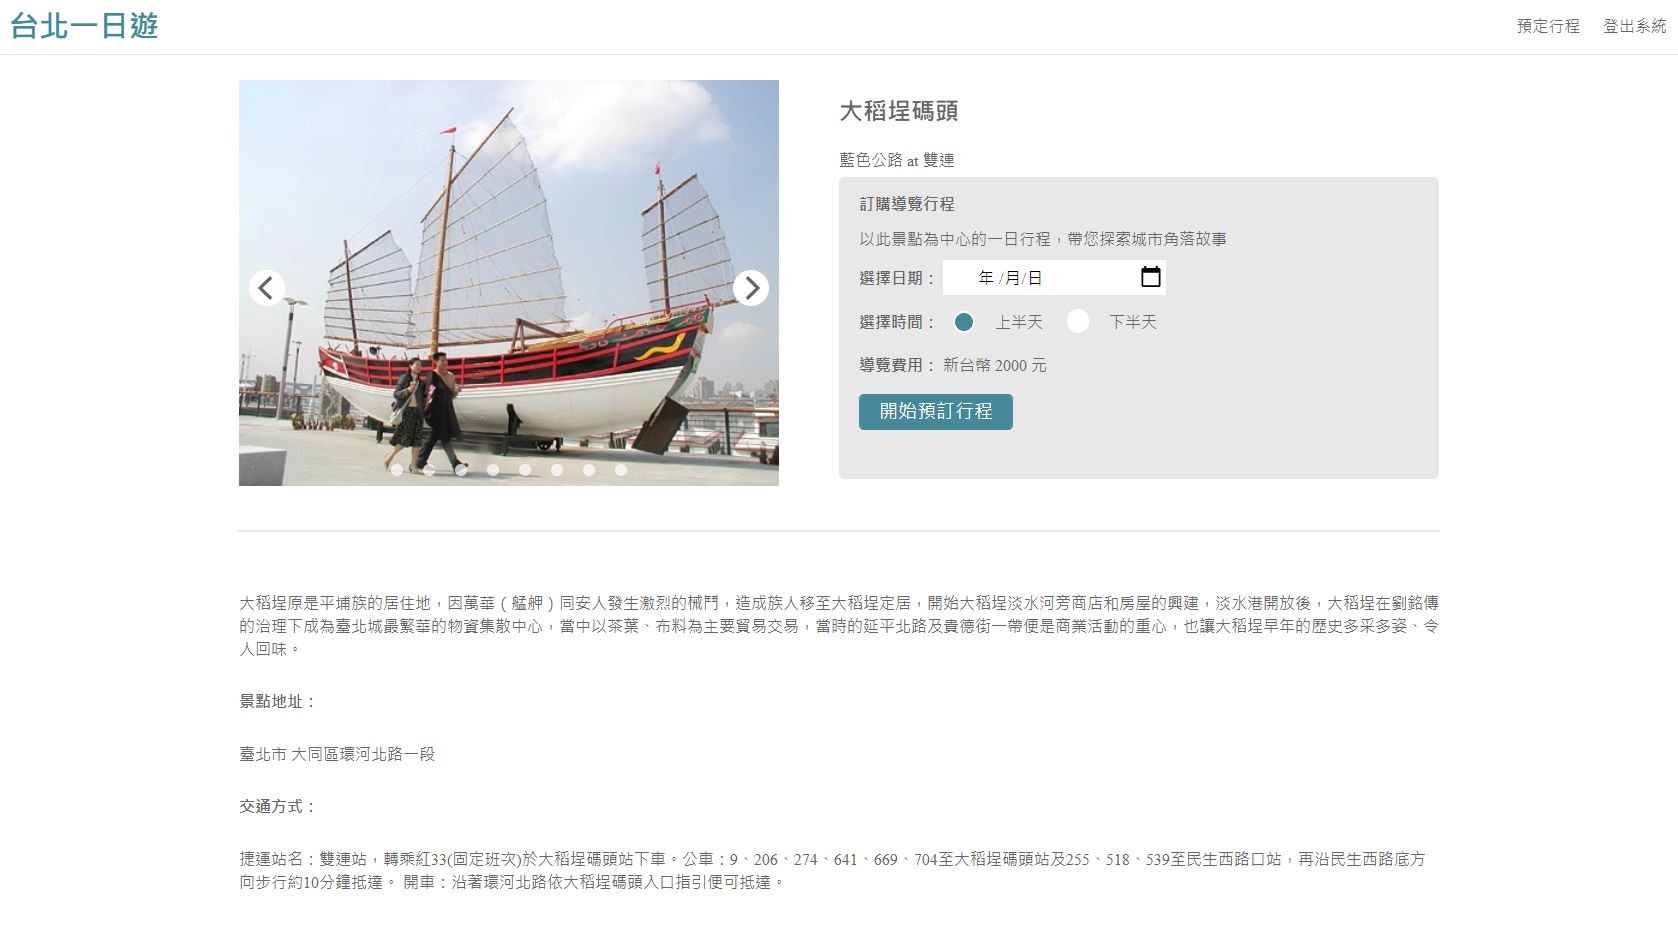 台北一日遊
預定行程
登出系統
大稻埕碼頭
藍色公路 at 雙連
訂購導覽行程
以此景點為中心的一日行程，帶您探索城市角落故事
選擇日期： 年 /月/日
選擇時間： 上半天 下半天
導覽費用： 新台幣 2000 元
開始預訂行程
大稻埕原是平埔族的居住地，因萬華（艋舺）同安人發生激烈的械鬥，造成族人移至大稻埕定居，開始大稻埕淡水河旁商店和房屋的興建，淡水港開放後，大稻埕在劉銘傳
的治理下成為臺北城最繁華的物資集散中心，當中以茶葉、布料為主要貿易交易，當時的延平北路及貴德街一帶便是商業活動的重心，也讓大稻埕早年的歷史多采多姿、令
人回味。
景點地址：
臺北市 大同區環河北路一段
交通方式：
捷運站名：雙連站，轉乘紅33(固定班次)於大稻埕碼頭站下車。公車：9、206、274、641、669、704至大稻埕碼頭站及255、518、539至民生西路口站，再沿民生西路底方
向步行約10分鐘抵達。 開車：沿著環河北路依大稻埕碼頭入口指引便可抵達。